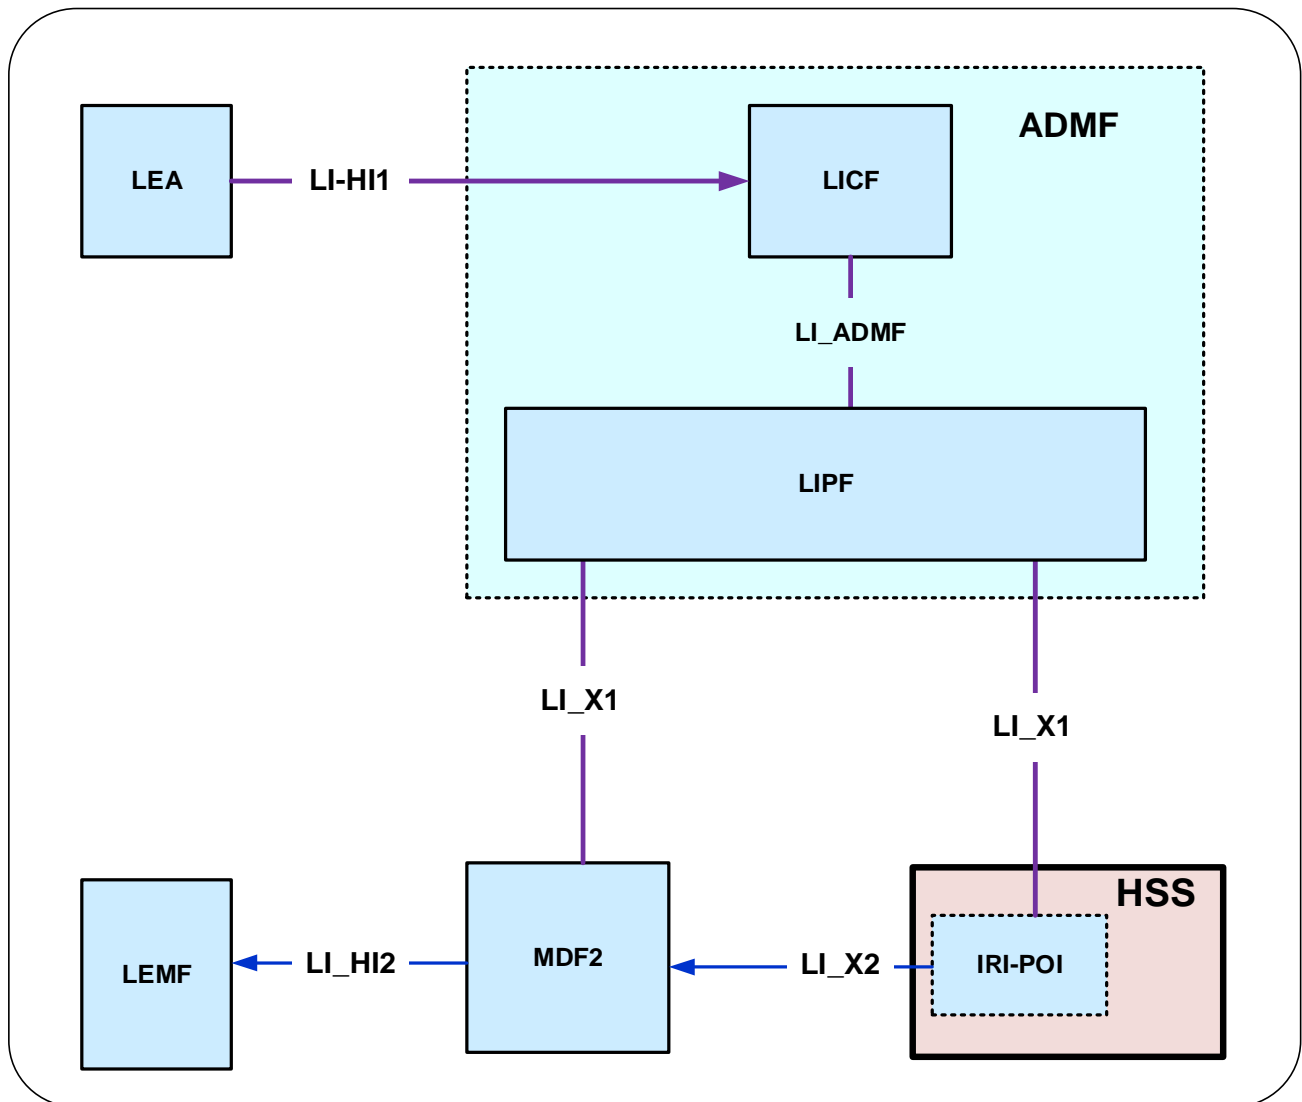 ADMF
LEA
LI-HI1
LICF
LI_ADMF
LIPF
LI_X1
LI_X1
HSS
LEMF
LI_HI2
MDF2
LI_X2
IRI-POI